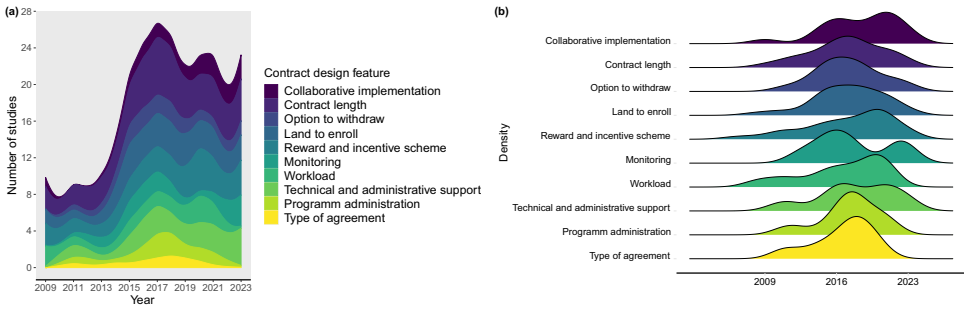 (a)
28
24
20
16
12
8
4
0
Number of studies
2009 2011 2013 2015 2017 2019 2021 2023
Year
Contract design feature
Collaborative implementation
Contract length
Option to withdraw
Land to enroll
Reward and incentive scheme
Monitoring
Workload
Technical and administrative support
Programm administration
Type of agreement
(b)
Density
Collaborative implementation
Contract length
Option to withdraw
Land to enroll
Reward and incentive scheme
Monitoring
Workload
Technical and administrative support
Programm administration
Type of agreement
2009 2016 2023